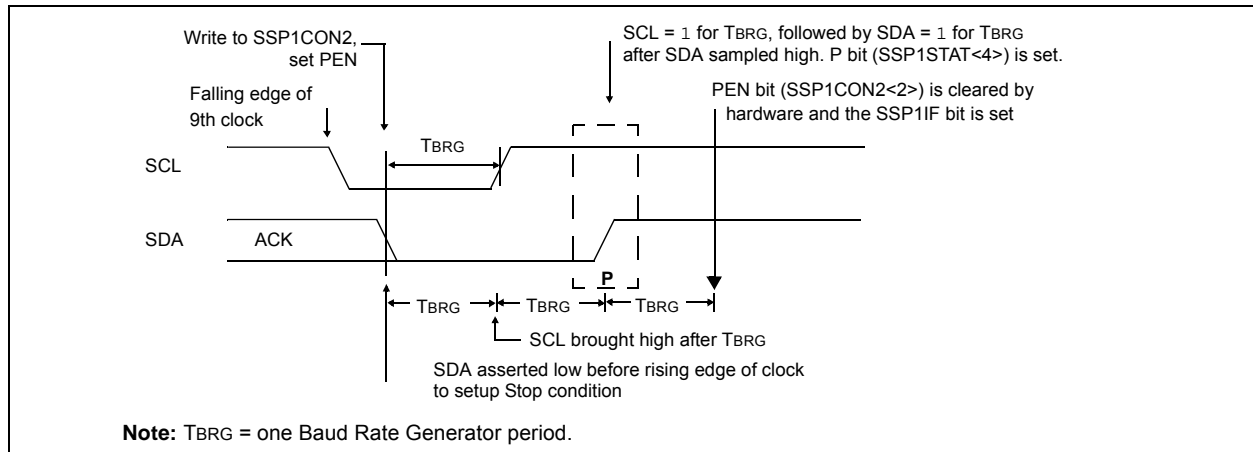 Write to SSP1CON2,
set PEN
SCL = 1 for TBRG, followed by SDA = 1 for TBRG
after SDA sampled high. P bit (SSP1STAT<4>) is set.
Falling edge of
9th clock
PEN bit (SSP1CON2<2>) is cleared by
hardware and the SSP1IF bit is set
TBRG
SCL
SDA
ACK
P
TBRG
TBRG
TBRG
SCL brought high after TBRG
SDA asserted low before rising edge of clock
to setup Stop condition
Note: TBRG = one Baud Rate Generator period.